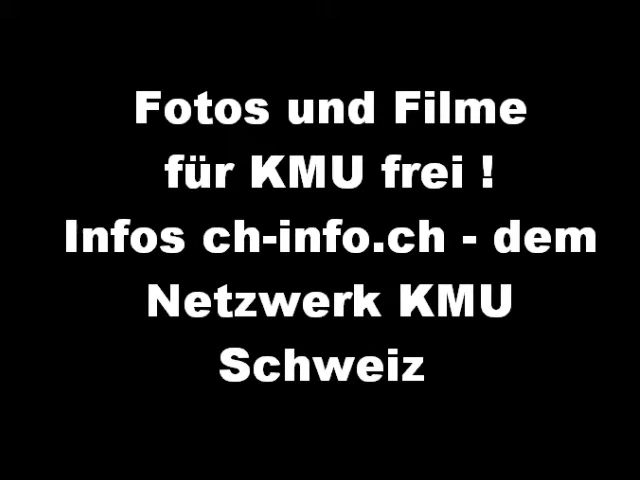 Fotos und Filme
für KMU frei !
Infos ch-info.ch - dem
Netzwerk KMU
Schweiz